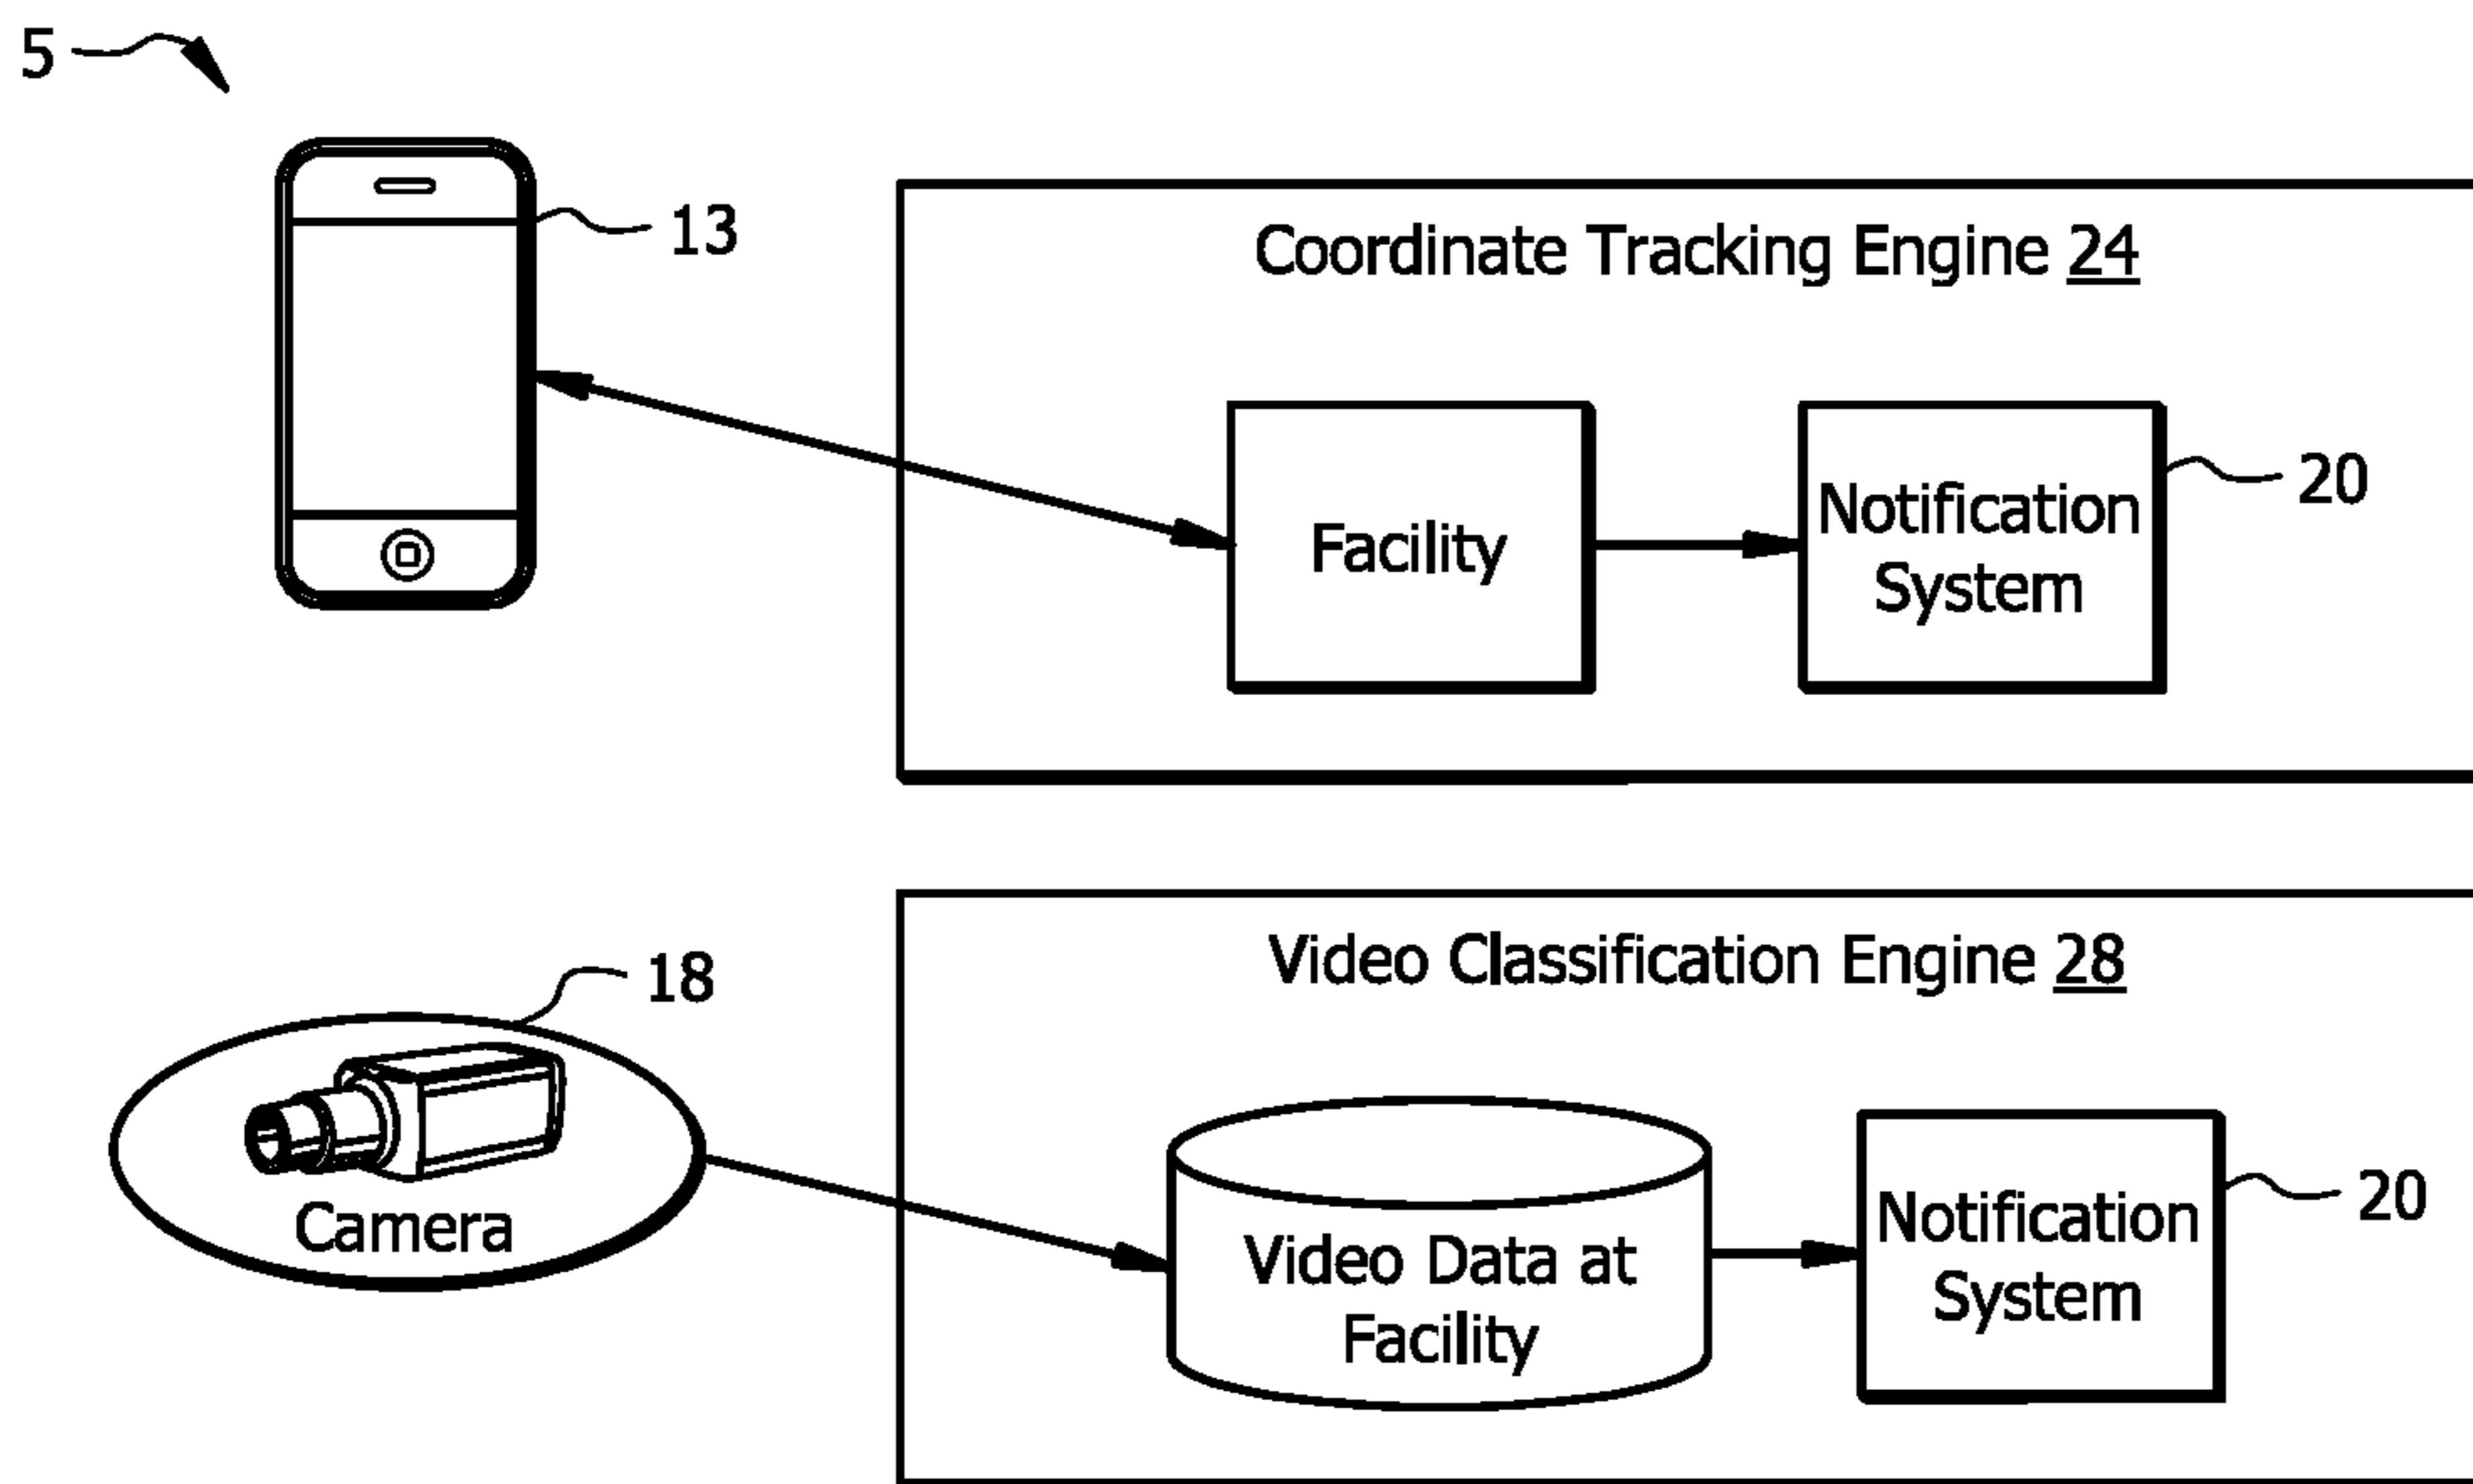 5
13
Coordinate Tracking Engine 24
Facility
Notification
System
20
18
Camera
Video Classification Engine 28
Video Data at
Facility
Notification
System
20